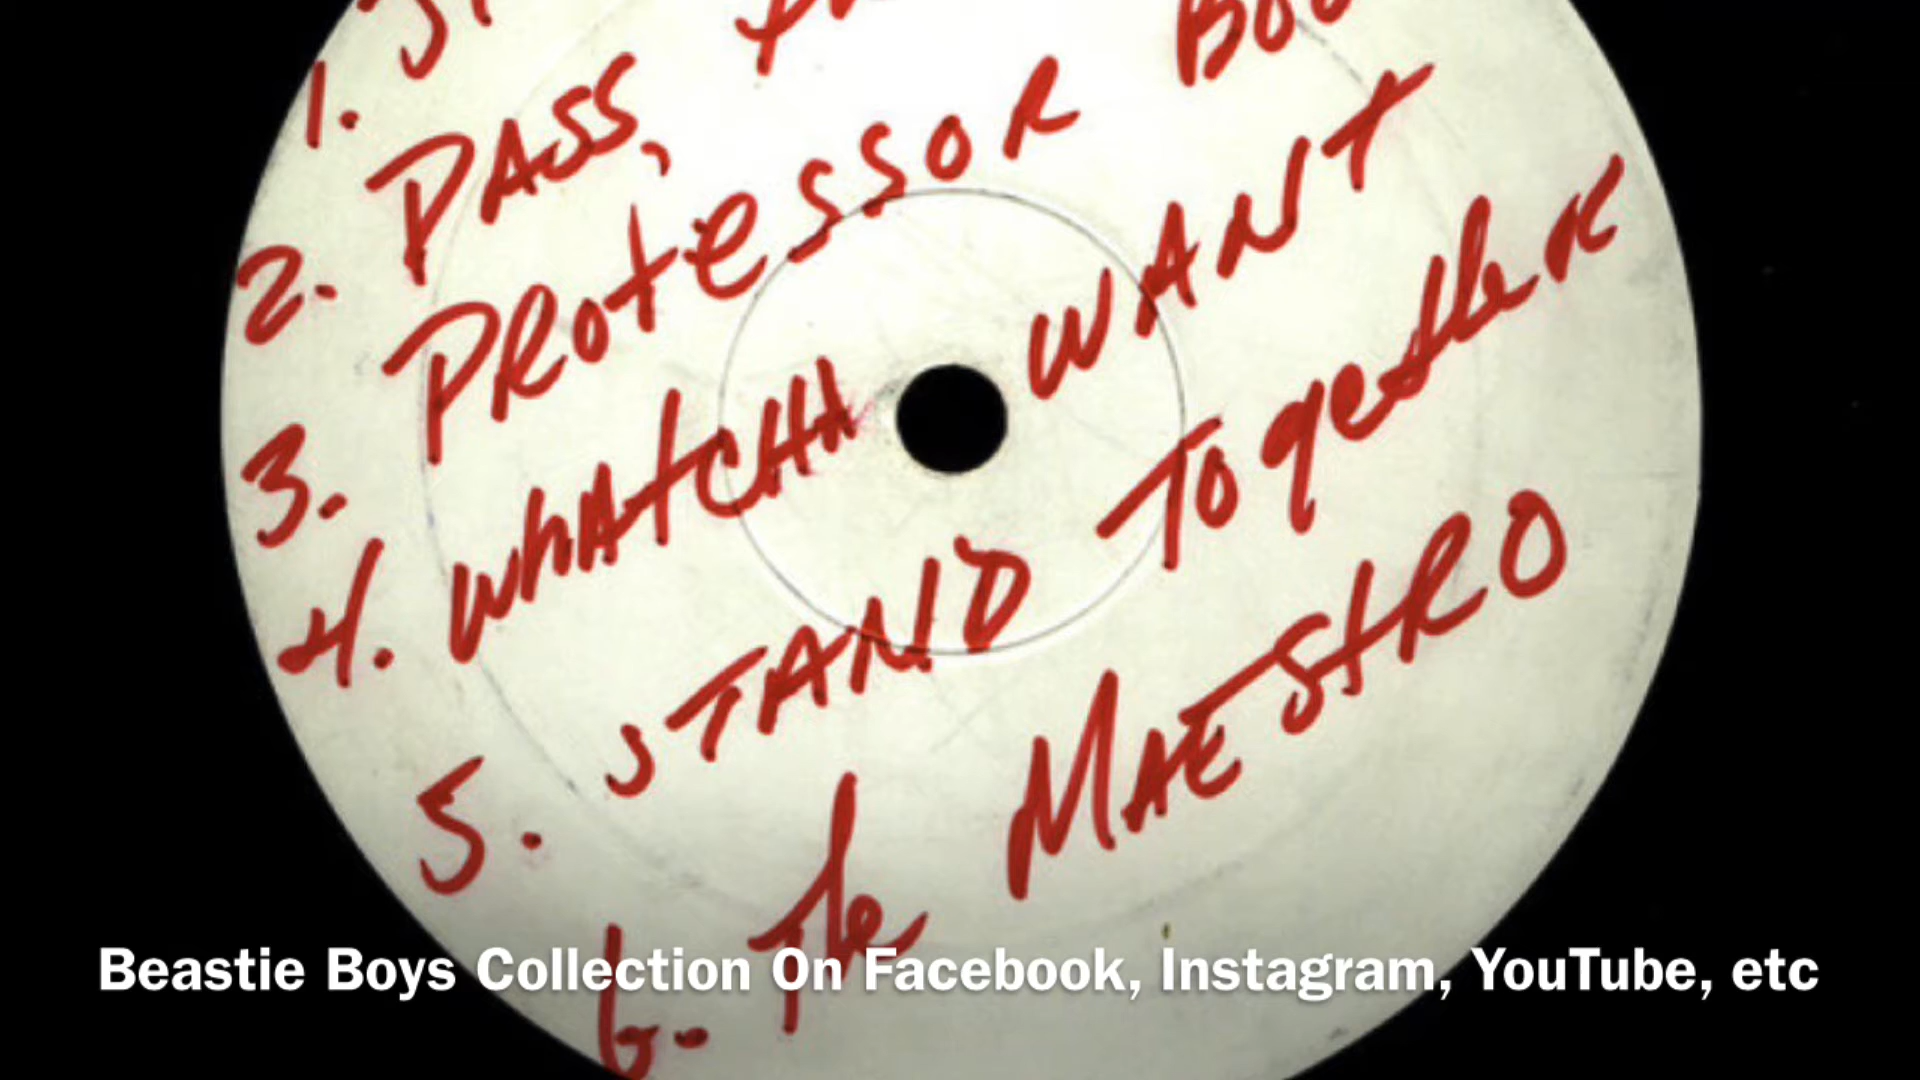 1.
2. PASS,
3. PROfeSSOR BOO
4. WhATCHA WANT
5. STAND TOgetheR
6. The MAESTRO
Beastie Boys Collection On Facebook, Instagram, YouTube, etc